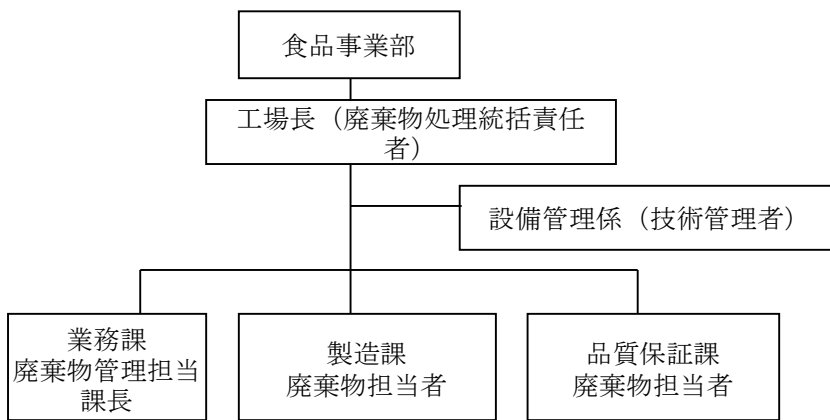 食品事業部
工場長（廃棄物処理統括責任
者）
設備管理係（技術管理者）
業務課
廃棄物管理担当
課長
製造課
廃棄物担当者
品質保証課
廃棄物担当者